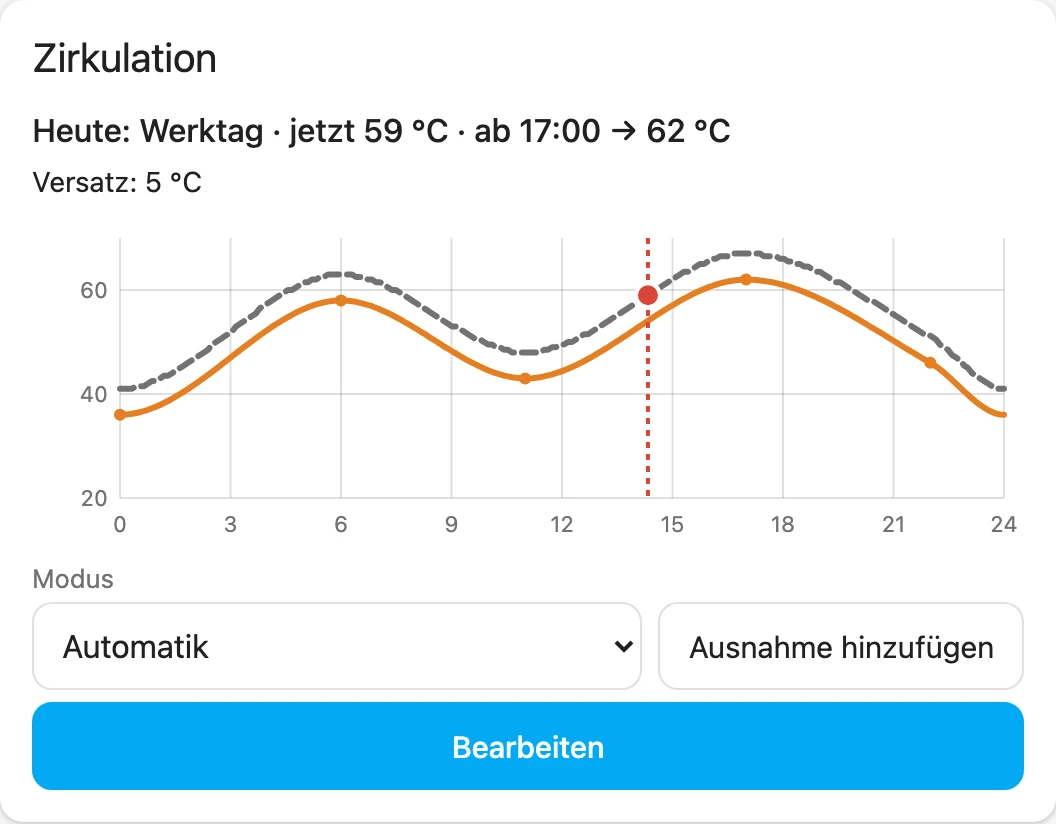 Zirkulation
Heute: Werktag · jetzt 59 °C · ab 17:00 → 62 °C
Versatz: 5 °C
60
40
20
0 3 6 9 12 15 18 21 24
Modus
Automatik
Ausnahme hinzufügen
Bearbeiten